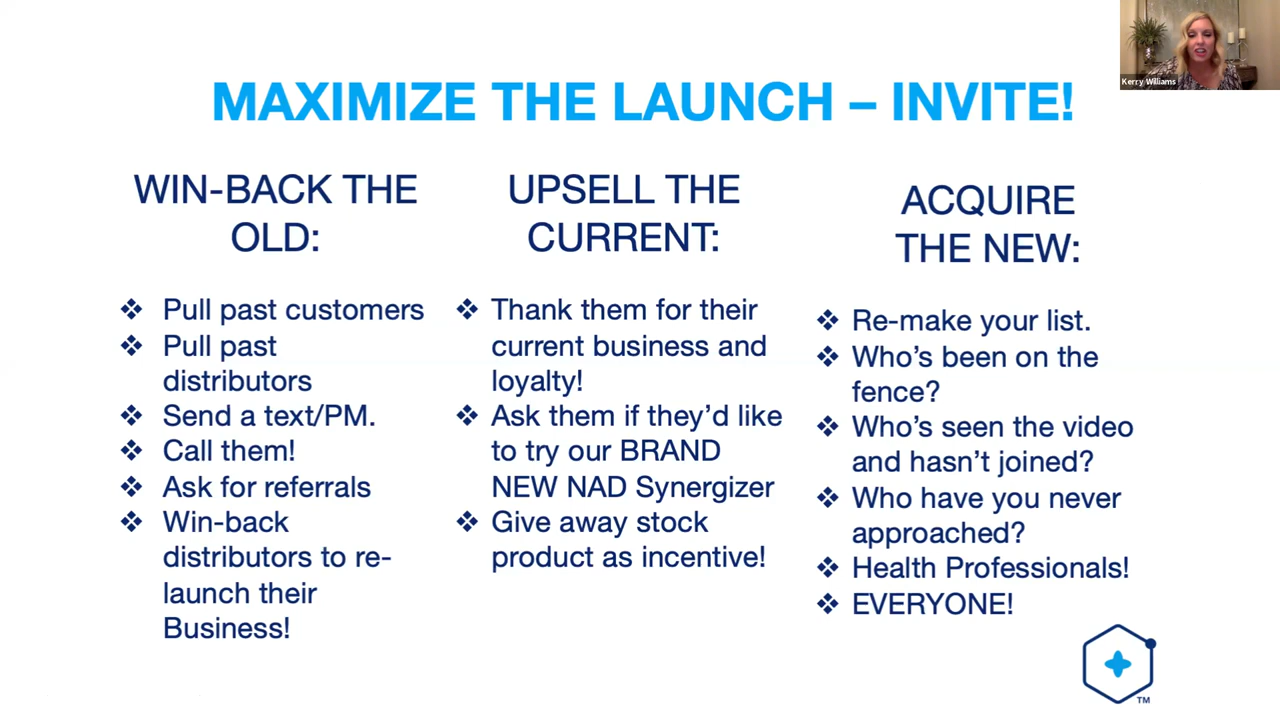 MAXIMIZE THE LAUNCH – INVITE!
Kerry Williams
WIN-BACK THE
OLD:
❖ Pull past customers
❖ Pull past
distributors
❖ Send a text/PM.
❖ Call them!
❖ Ask for referrals
❖ Win-back
distributors to re-
launch their
Business!
UPSELL THE
CURRENT:
❖ Thank them for their
current business and
loyalty!
❖ Ask them if they’d like
to try our BRAND
NEW NAD Synergizer
❖ Give away stock
product as incentive!
ACQUIRE
THE NEW:
❖ Re-make your list.
❖ Who’s been on the
fence?
❖ Who’s seen the video
and hasn’t joined?
❖ Who have you never
approached?
❖ Health Professionals!
❖ EVERYONE!
TM